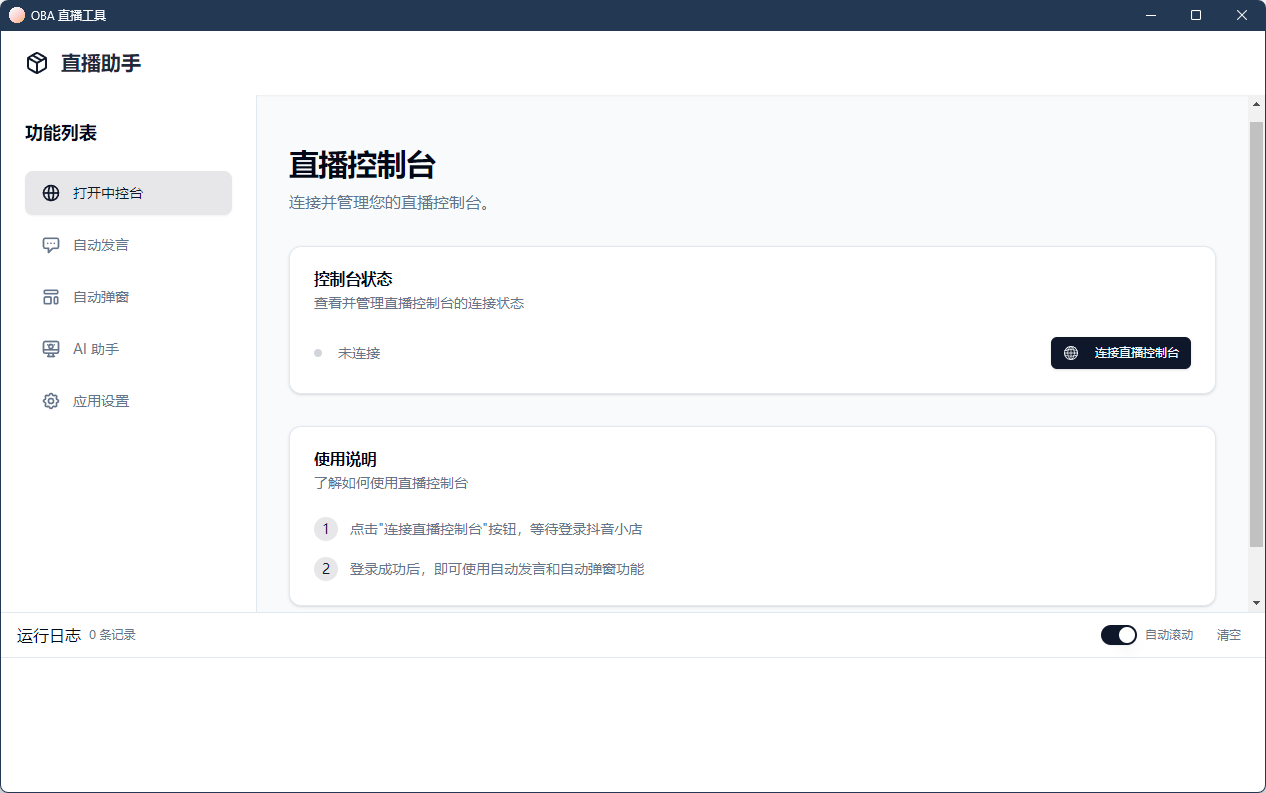 OBA 直播工具
直播助手
功能列表
打开中控台
自动发言
自动弹窗
AI 助手
应用设置
直播控制台
连接并管理您的直播控制台。
控制台状态
查看并管理直播控制台的连接状态
未连接
连接直播控制台
使用说明
了解如何使用直播控制台
1 点击"连接直播控制台"按钮，等待登录抖音小店
2 登录成功后，即可使用自动发言和自动弹窗功能
运行日志 0 条记录
自动滚动 清空